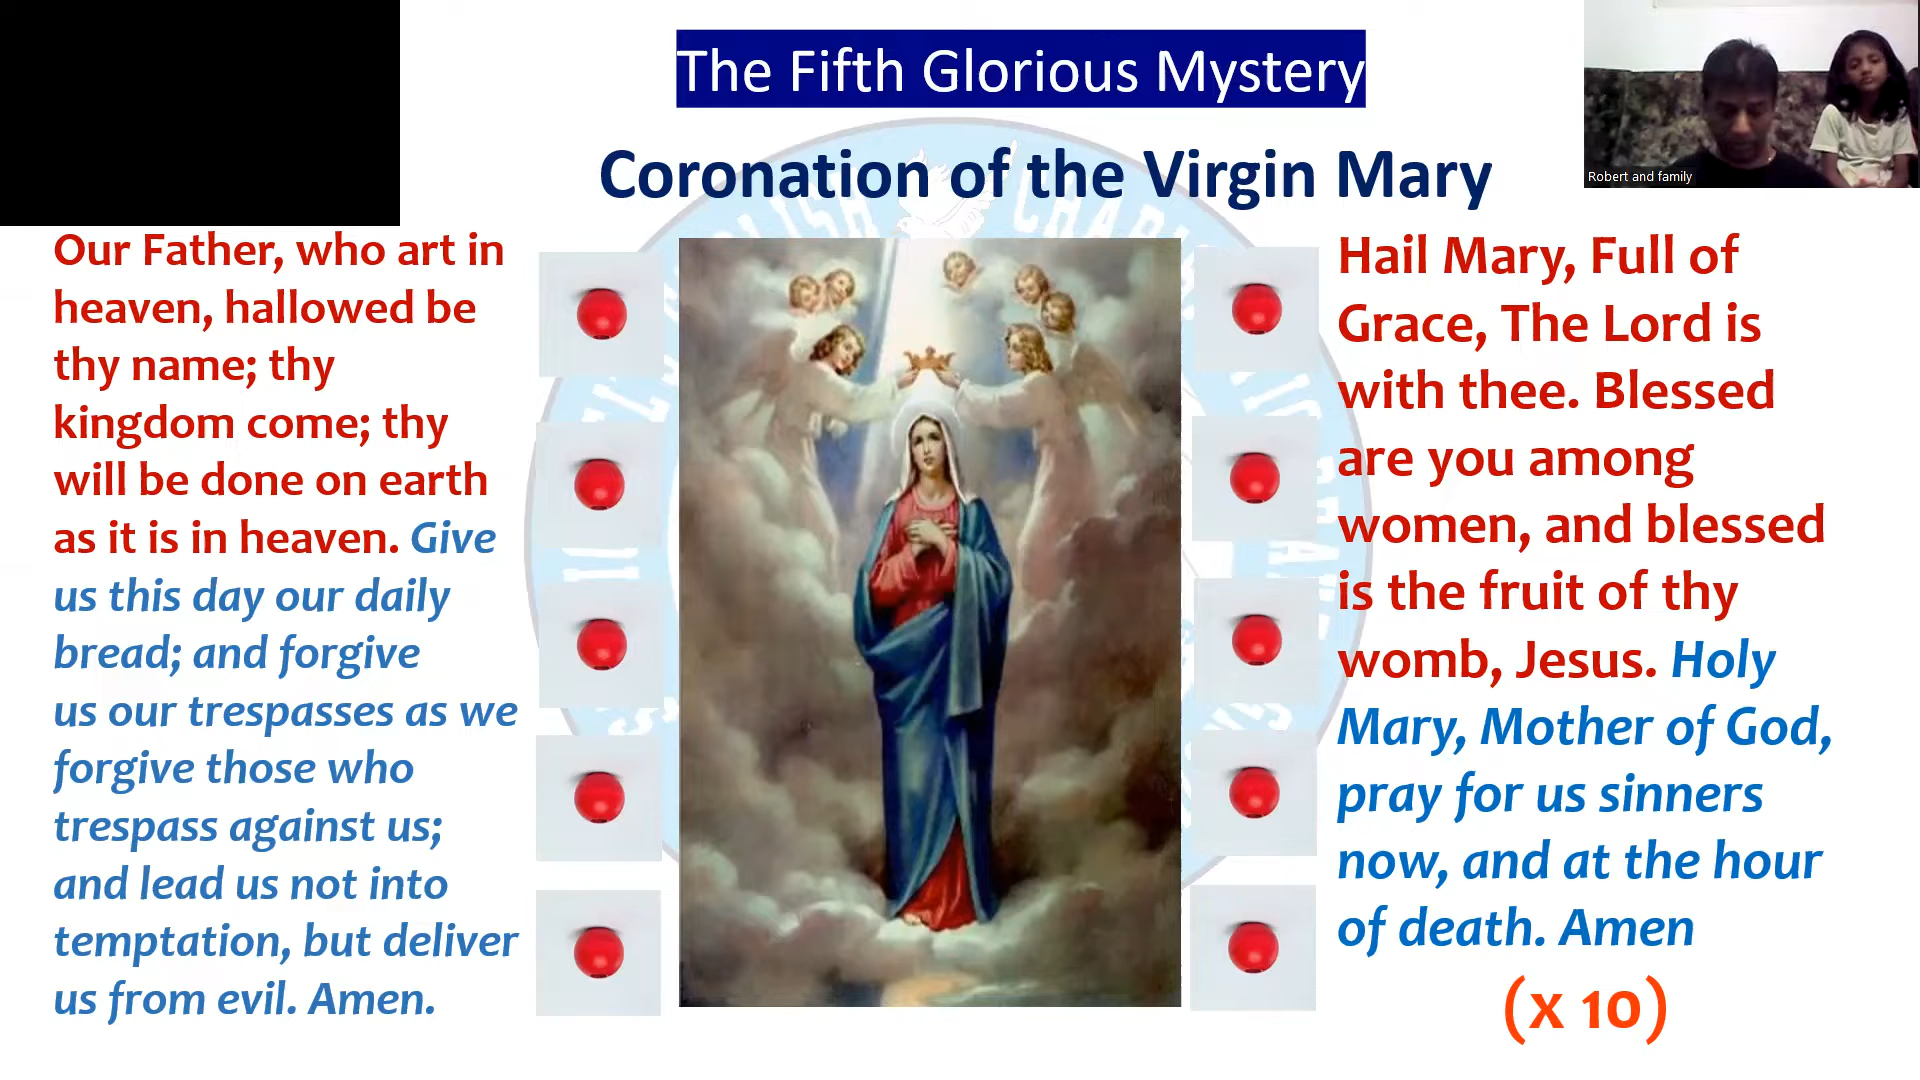 The Fifth Glorious Mystery
Coronation of the Virgin Mary
Robert and family
Our Father, who art in
heaven, hallowed be
thy name; thy
kingdom come; thy
will be done on earth
as it is in heaven. Give
us this day our daily
bread; and forgive
us our trespasses as we
forgive those who
trespass against us;
and lead us not into
temptation, but deliver
us from evil. Amen.
Hail Mary, Full of
Grace, The Lord is
with thee. Blessed
are you among
women, and blessed
is the fruit of thy
womb, Jesus. Holy
Mary, Mother of God,
pray for us sinners
now, and at the hour
of death. Amen
(x 10)